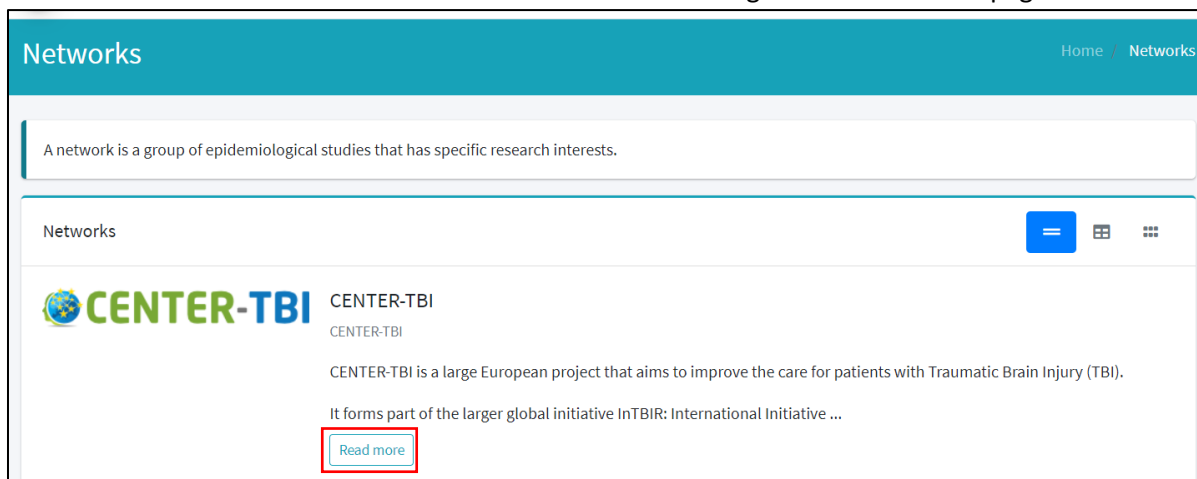 Networks
Home / Networks
A network is a group of epidemiological studies that has specific research interests.
Networks
CENTER-TBI
CENTER-TBI
CENTER-TBI
CENTER-TBI is a large European project that aims to improve the care for patients with Traumatic Brain Injury (TBI).
It forms part of the larger global initiative InTBIR: International Initiative ...
Read more